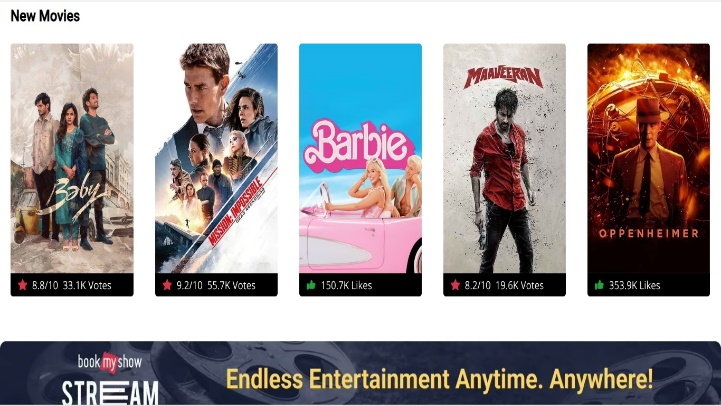 New Movies
Baby
MISSION: IMPOSSIBLE
Barbie
MAAVEERAN
OPPENHEIMER
8.8/10 33.1K Votes
9.2/10 55.7K Votes
150.7K Likes
8.2/10 19.6K Votes
353.9K Likes
book my show
STREAM
Endless Entertainment Anytime. Anywhere!